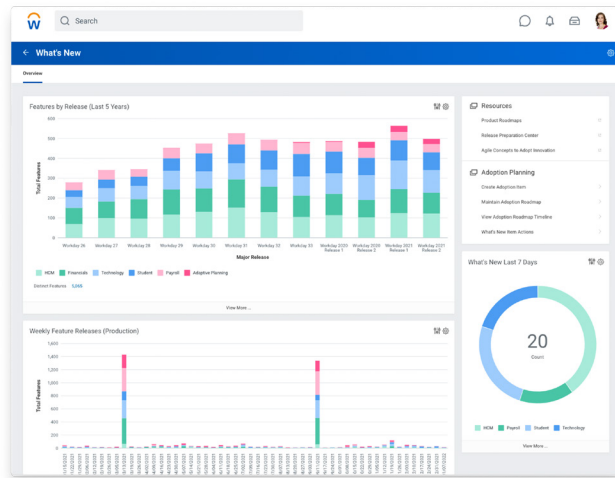 Search
What's New
Overview
Features by Release (Last 5 Years)
600
500
400
300
200
100
0
Total Features
Workday 26
Workday 27
Workday 28
Workday 29
Workday 30
Workday 31
Workday 32
Workday 33
Workday 2020 Release 1
Workday 2020 Release 2
Workday 2021 Release 1
Workday 2021 Release 2
Major Release
HCM
Financials
Technology
Student
Payroll
Adaptive Planning
Distinct Features
View More ...
Weekly Feature Releases (Production)
1,600
1,400
1,200
1,000
800
600
400
200
0
Total Features
Resources
Product Roadmaps
Release Preparation Center
Agile Concepts to Adopt Innovation
Adoption Planning
Create Adoption Item
Maintain Adoption Roadmap
View Adoption Roadmap Timeline
What's New Item Actions
What's New Last 7 Days
20
Count
HCM
Payroll
Student
Technology
View More ...